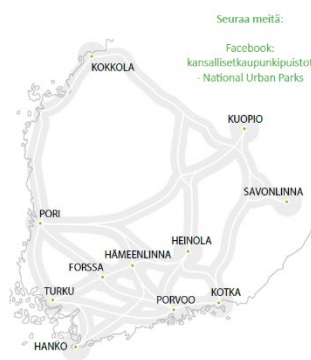 Seuraa meitä:
Facebook:
kansallisetkaupunkipuistot
- National Urban Parks
KOKKOLA
KUOPIO
SAVONLINNA
PORI
HEINOLA
HÄMEENLINNA
FORSSA
TURKU
KOTKA
PORVOO
HANKO